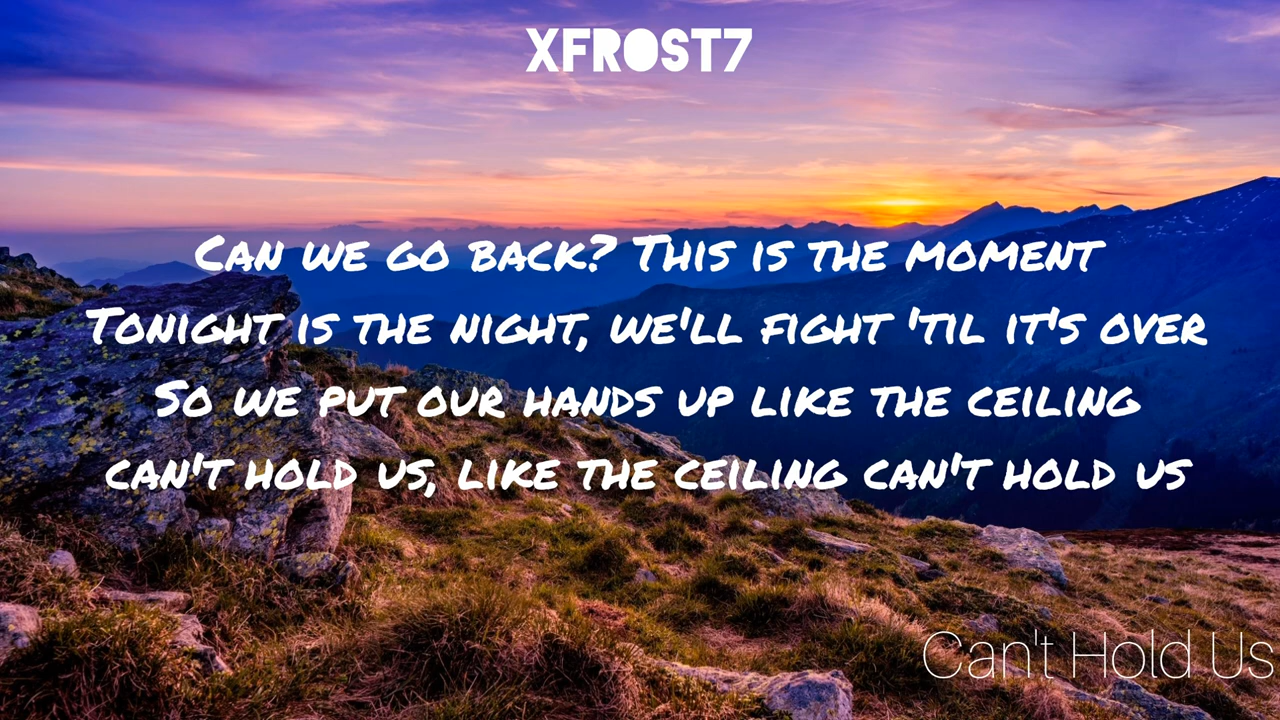 XFROST7
Can we go back? This is the moment
Tonight is the night, we'll fight 'til it's over
So we put our hands up like the ceiling
can't hold us, like the ceiling can't hold us
Can't Hold Us